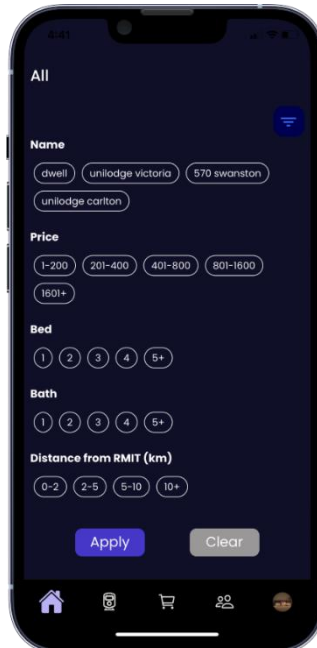 4:41
All
Name
dwell unilodge victoria 570 swanston
unilodge carlton
Price
1-200 201-400 401-800 801-1600
1601+
Bed
1 2 3 4 5+
Bath
1 2 3 4 5+
Distance from RMIT (km)
0-2 2-5 5-10 10+
Apply Clear